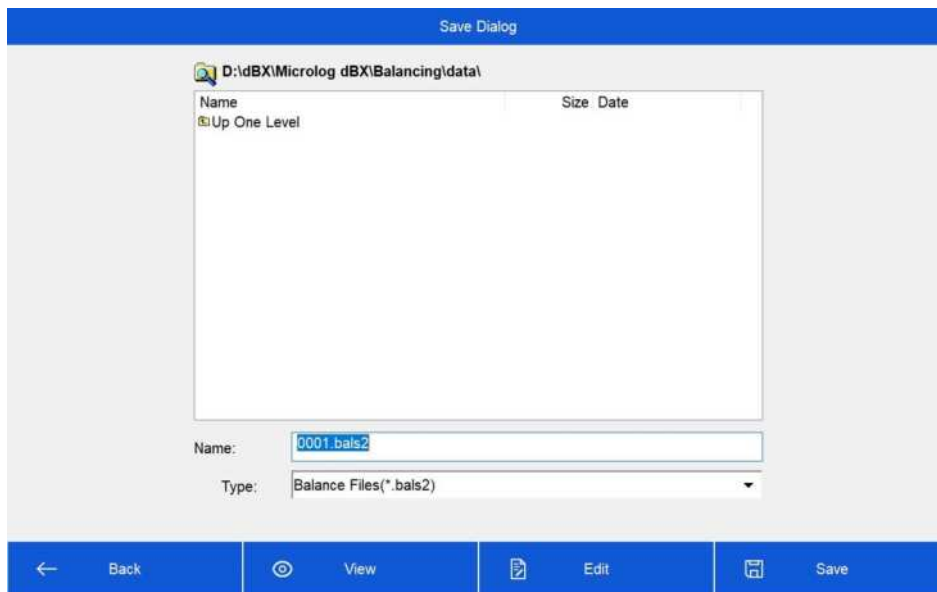 Save Dialog
D:\dBX\Microlog dBX\Balancing\data\
Name Size Date
Up One Level
Name: 0001.bals2
Type: Balance Files(*.bals2)
Back View Edit Save